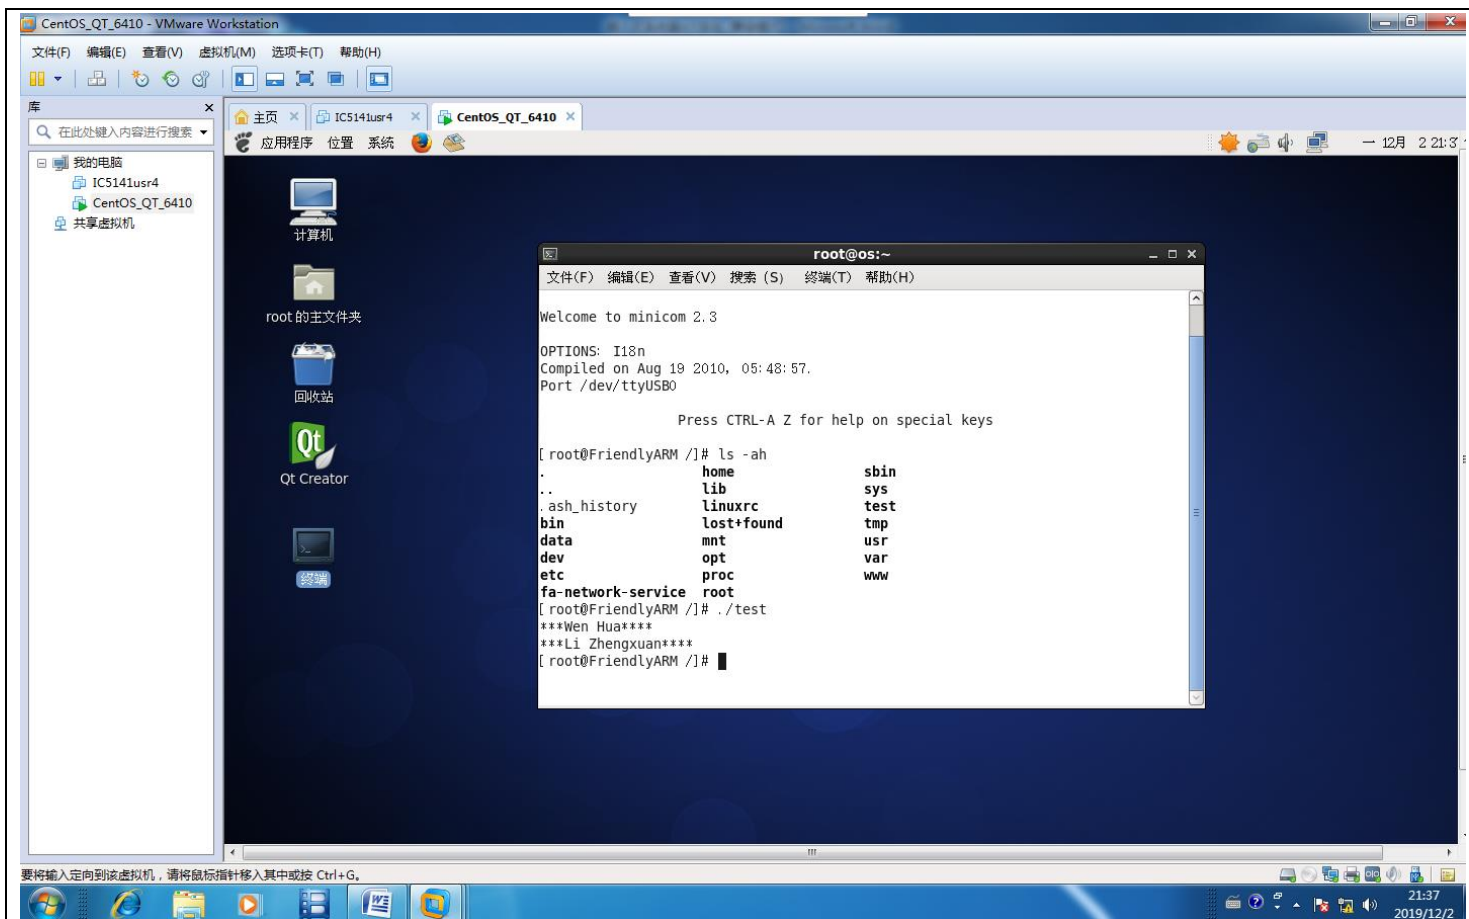 CentOS_QT_6410 - VMware Workstation
文件(F) 编辑(E) 查看(V) 虚拟机(M) 选项卡(T) 帮助(H)
库
在此处键入内容进行搜索
我的电脑
IC5141usr4
CentOS_QT_6410
共享虚拟机
主页 IC5141usr4 CentOS_QT_6410
应用程序 位置 系统
一 12月 2 21:3
计算机
root 的主文件夹
回收站
Qt
Qt Creator
终端
root@os:~
文件(F) 编辑(E) 查看(V) 搜索 (S) 终端(T) 帮助(H)
Welcome to minicom 2.3
OPTIONS: I18n
Compiled on Aug 19 2010, 05:48:57.
Port /dev/ttyUSB0
Press CTRL-A Z for help on special keys
[root@FriendlyARM /]# ls -ah
. home sbin
.. lib sys
.ash_history linuxrc test
bin lost+found tmp
data mnt usr
dev opt var
etc proc www
fa-network-service root
[root@FriendlyARM /]# ./test
***Wen Hua****
***Li Zhengxuan****
[root@FriendlyARM /]#
要将输入定向到该虚拟机，请将鼠标指针移入其中或按 Ctrl+G。
21:37
2019/12/2